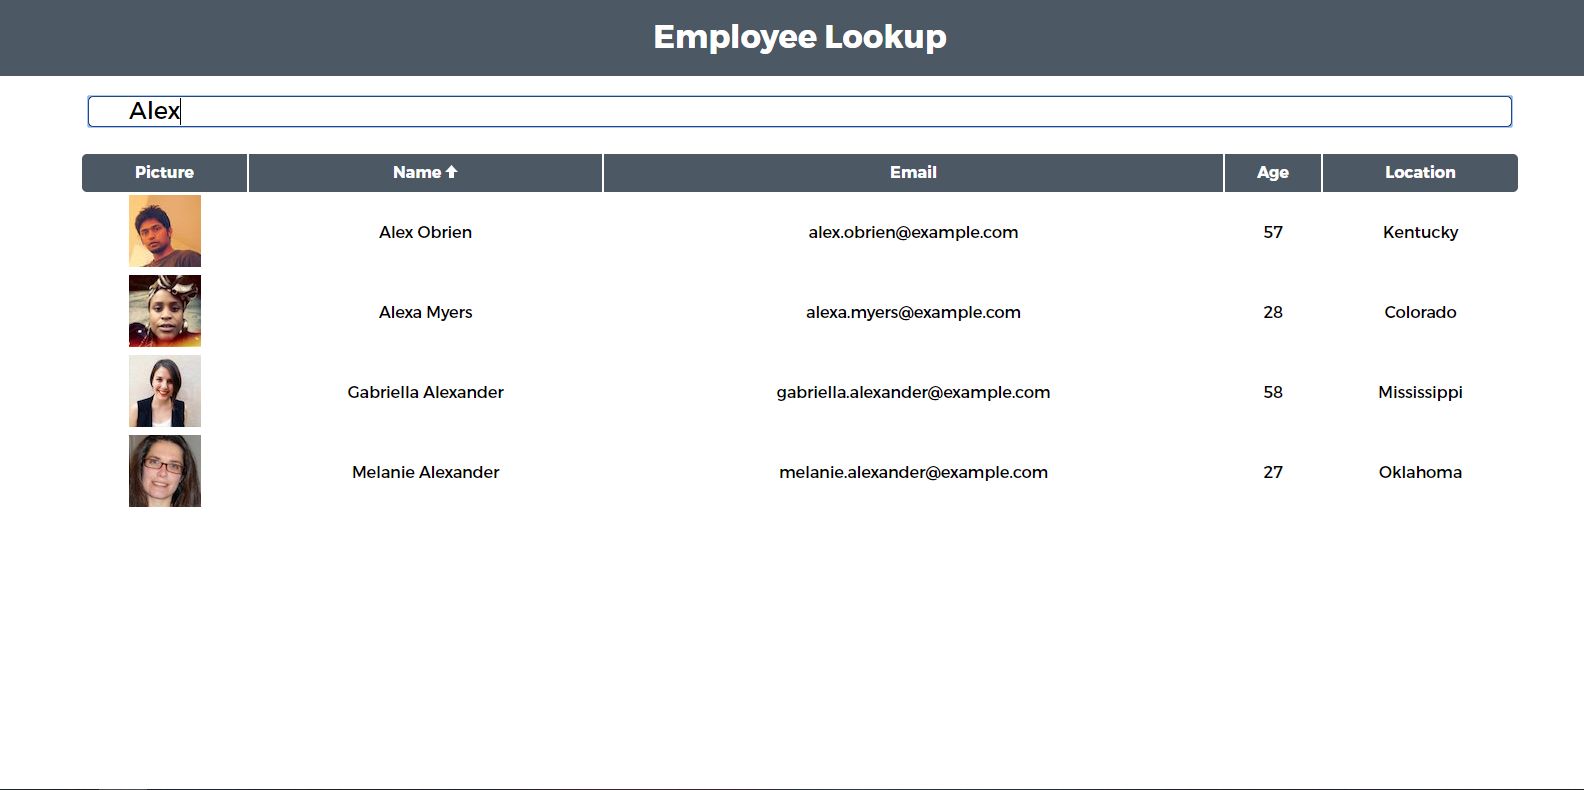 Employee Lookup
Alex
Picture Name Email Age Location
Alex Obrien alex.obrien@example.com 57 Kentucky
Alexa Myers alexa.myers@example.com 28 Colorado
Gabriella Alexander gabriella.alexander@example.com 58 Mississippi
Melanie Alexander melanie.alexander@example.com 27 Oklahoma